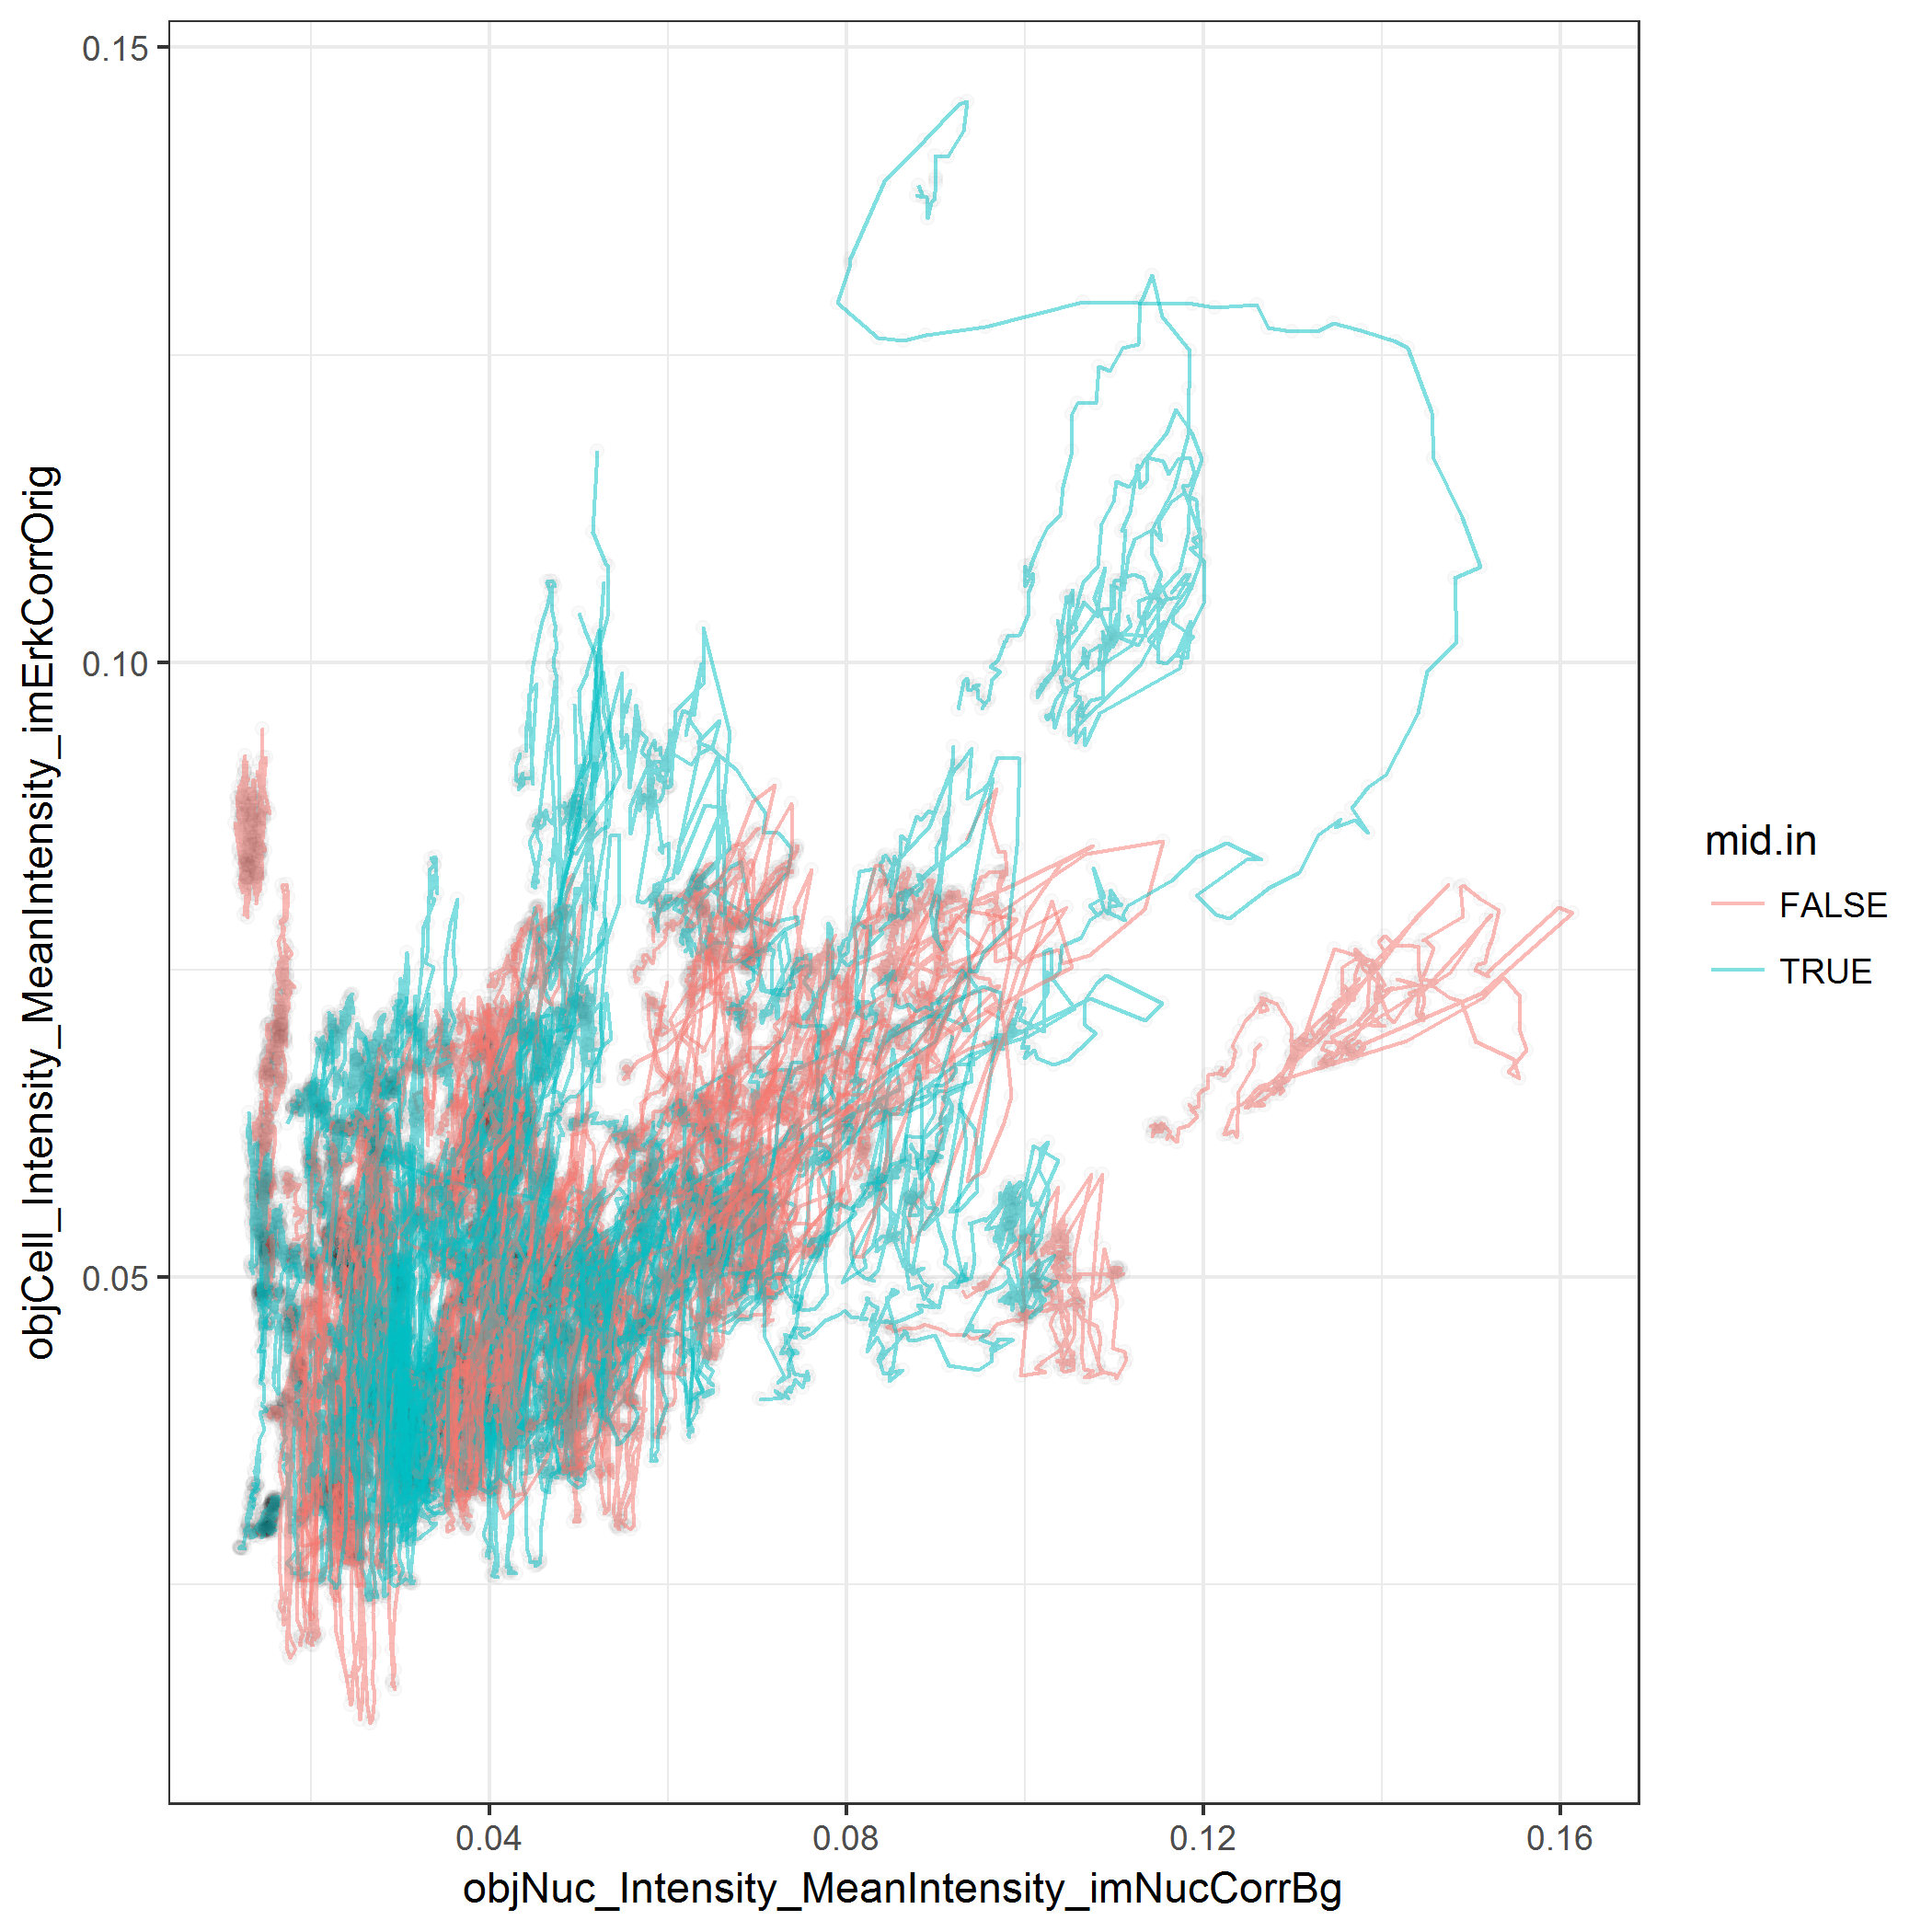 0.15
0.10
0.05
objCell_Intensity_MeanIntensity_imErkCorrOrig
0.04
0.08
0.12
0.16
objNuc_Intensity_MeanIntensity_imNucCorrBg
mid.in
FALSE
TRUE